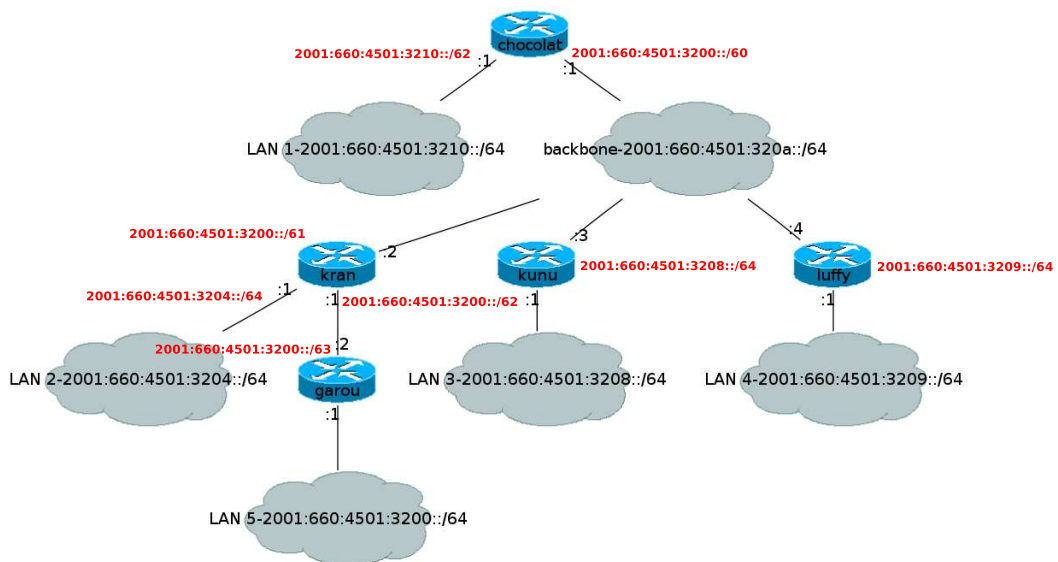 chocolat
2001:660:4501:3210::/62
2001:660:4501:3200::/60
:1
:1
LAN 1-2001:660:4501:3210::/64
backbone-2001:660:4501:320a::/64
2001:660:4501:3200::/61
:2
:3
:4
kran
kunu
2001:660:4501:3208::/64
luffy
2001:660:4501:3209::/64
2001:660:4501:3204::/64
:1
:1
2001:660:4501:3200::/62
:1
:1
2001:660:4501:3200::/63
:2
LAN 2-2001:660:4501:3204::/64
garou
LAN 3-2001:660:4501:3208::/64
LAN 4-2001:660:4501:3209::/64
:1
LAN 5-2001:660:4501:3200::/64